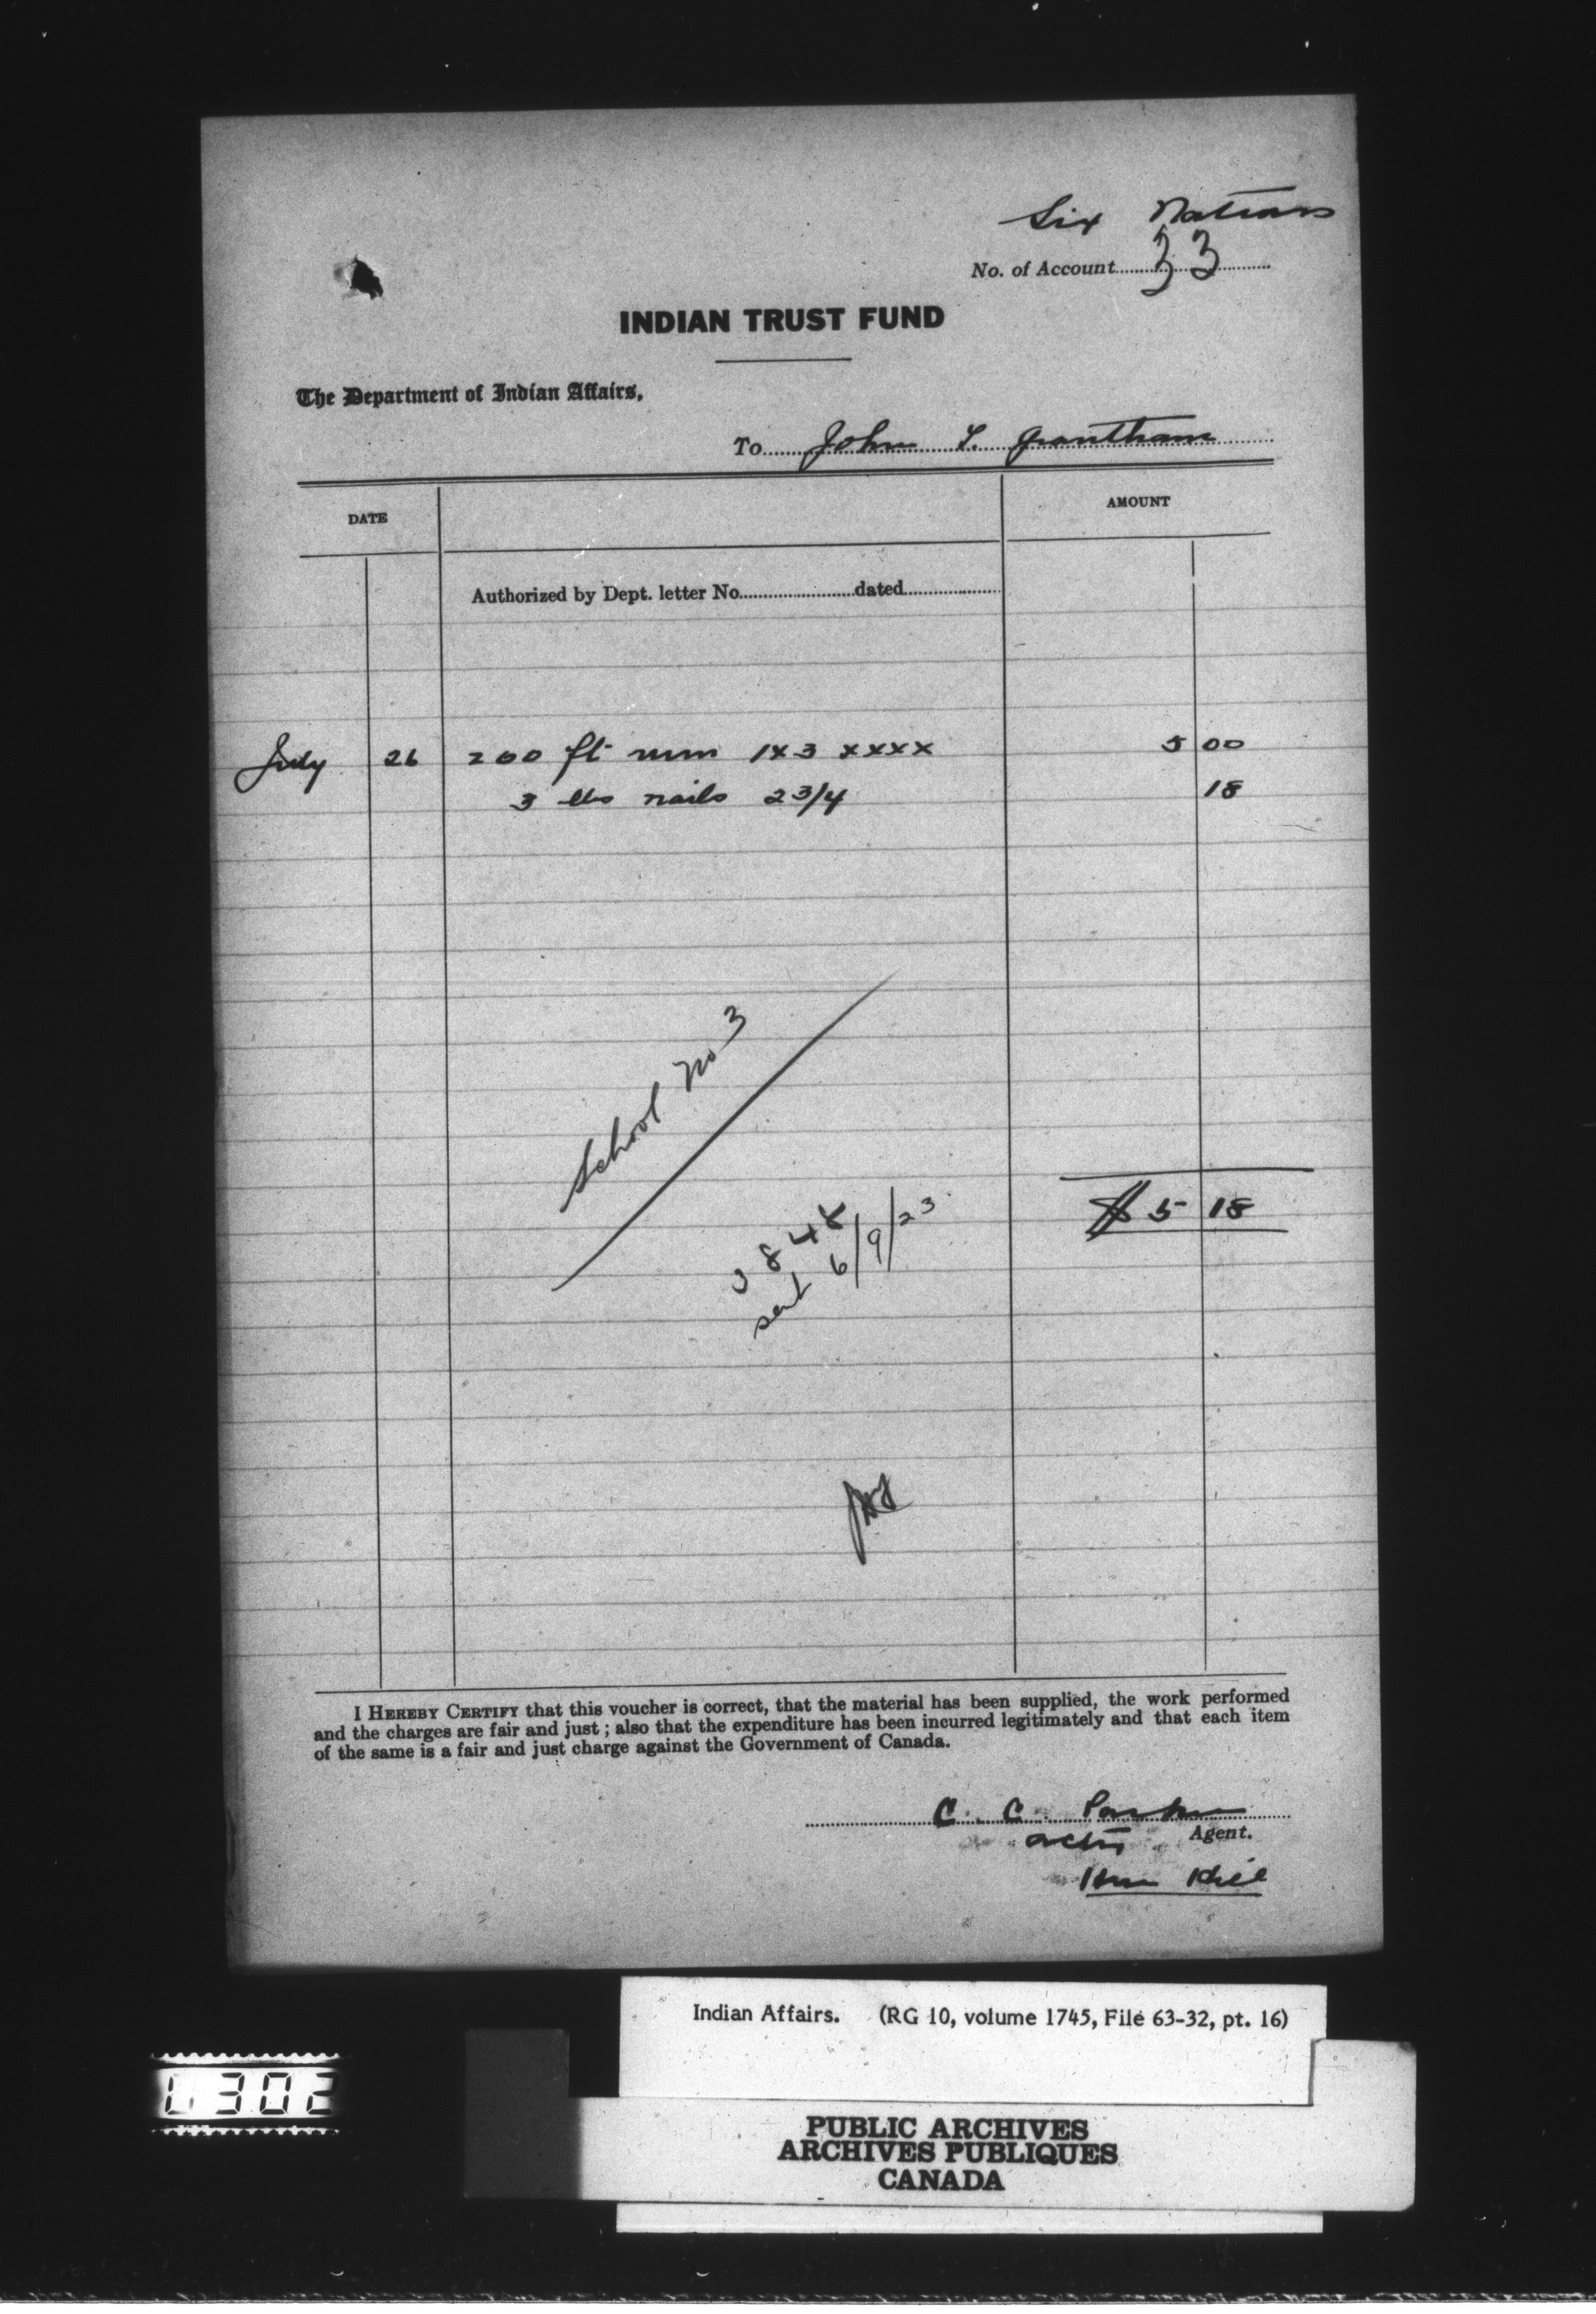 Six Nations
No. of Account 33
INDIAN TRUST FUND
The Department of Indian Affairs,
To John T. Grantham
DATE
AMOUNT
Authorized by Dept. letter No. dated
July 26 200 ft 1x3 xxxx 5 00
3 lbs nails 2 3/4 18
School No 3
$ 5 18
384
sent 6/9/23
I HEREBY CERTIFY that this voucher is correct, that the material has been supplied, the work performed
and the charges are fair and just; also that the expenditure has been incurred legitimately and that each item
of the same is a fair and just charge against the Government of Canada.
C. C. Parker
Agent.
Indian Affairs. (RG 10, volume 1745, File 63-32, pt. 16)
302
PUBLIC ARCHIVES
ARCHIVES PUBLIQUES
CANADA